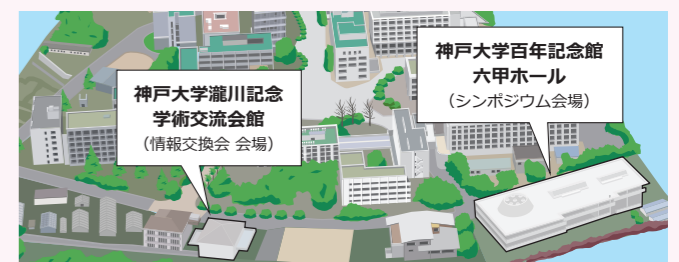 神戸大学瀧川記念
学術交流会館
（情報交換会 会場）
神戸大学百年記念館
六甲ホール
（シンポジウム会場）